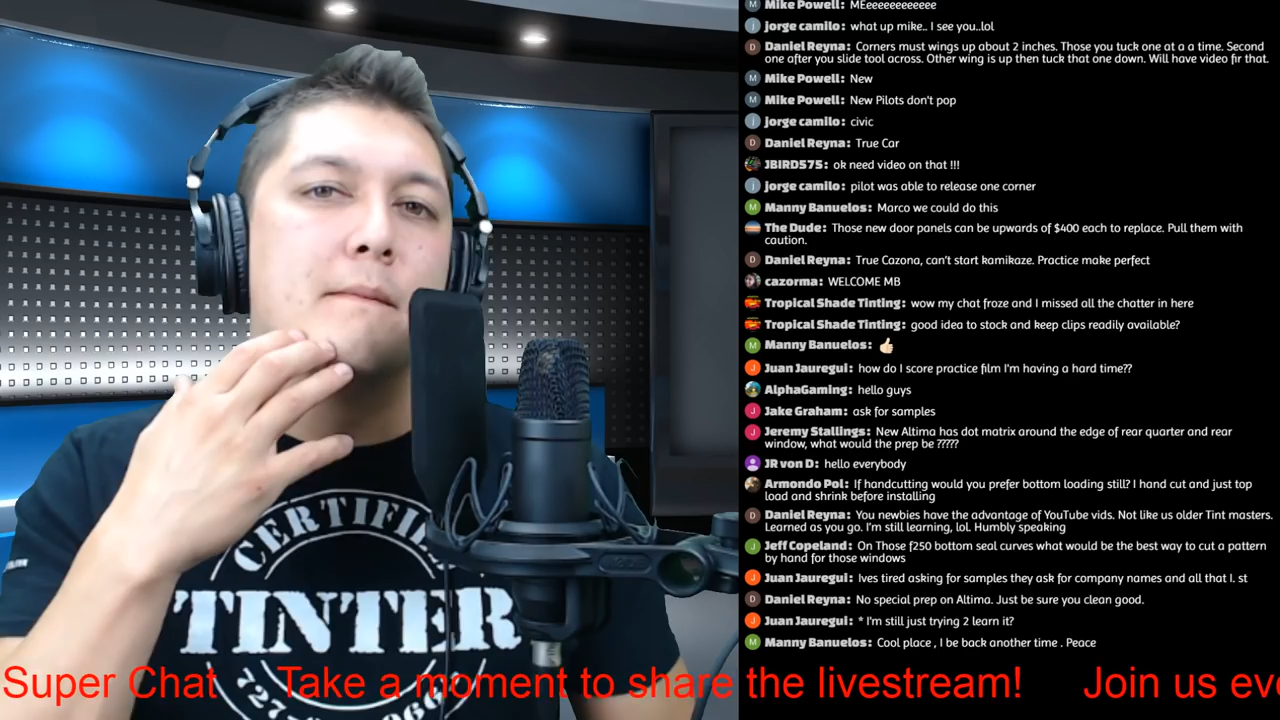 Mike Powell: MEeeeeeeeeeeee
jorge camilo: what up mike.. I see you..lol
Daniel Reyna: Corners must wings up about 2 inches. Those you tuck one at a a time. Second
one after you slide tool across. Other wing is up then tuck that one down. Will have video fir that.
Mike Powell: New
Mike Powell: New Pilots don't pop
jorge camilo: civic
Daniel Reyna: True Car
JBIRD575: ok need video on that !!!
jorge camilo: pilot was able to release one corner
Manny Banuelos: Marco we could do this
The Dude: Those new door panels can be upwards of $400 each to replace. Pull them with
caution.
Daniel Reyna: True Cazona, can't start kamikaze. Practice make perfect
cazorma: WELCOME MB
Tropical Shade Tinting: wow my chat froze and I missed all the chatter in here
Tropical Shade Tinting: good idea to stock and keep clips readily available?
Manny Banuelos: 👍🏻
Juan Jauregui: how do I score practice film I'm having a hard time??
AlphaGaming: hello guys
Jake Graham: ask for samples
Jeremy Stallings: New Altima has dot matrix around the edge of rear quarter and rear
window, what would the prep be ?????
JR von D: hello everybody
Armondo Pol: If handcutting would you prefer bottom loading still? I hand cut and just top
load and shrink before installing
Daniel Reyna: You newbies have the advantage of YouTube vids. Not like us older Tint masters.
Learned as you go. I'm still learning, lol. Humbly speaking
Jeff Copeland: On Those f250 bottom seal curves what would be the best way to cut a pattern
by hand for those windows
Juan Jauregui: Ives tired asking for samples they ask for company names and all that I. st
Daniel Reyna: No special prep on Altima. Just be sure you clean good.
Juan Jauregui: * I'm still just trying 2 learn it?
Manny Banuelos: Cool place , I be back another time . Peace
CERTIFI
TINTER
727-
Super Chat Take a moment to share the livestream! Join us eve